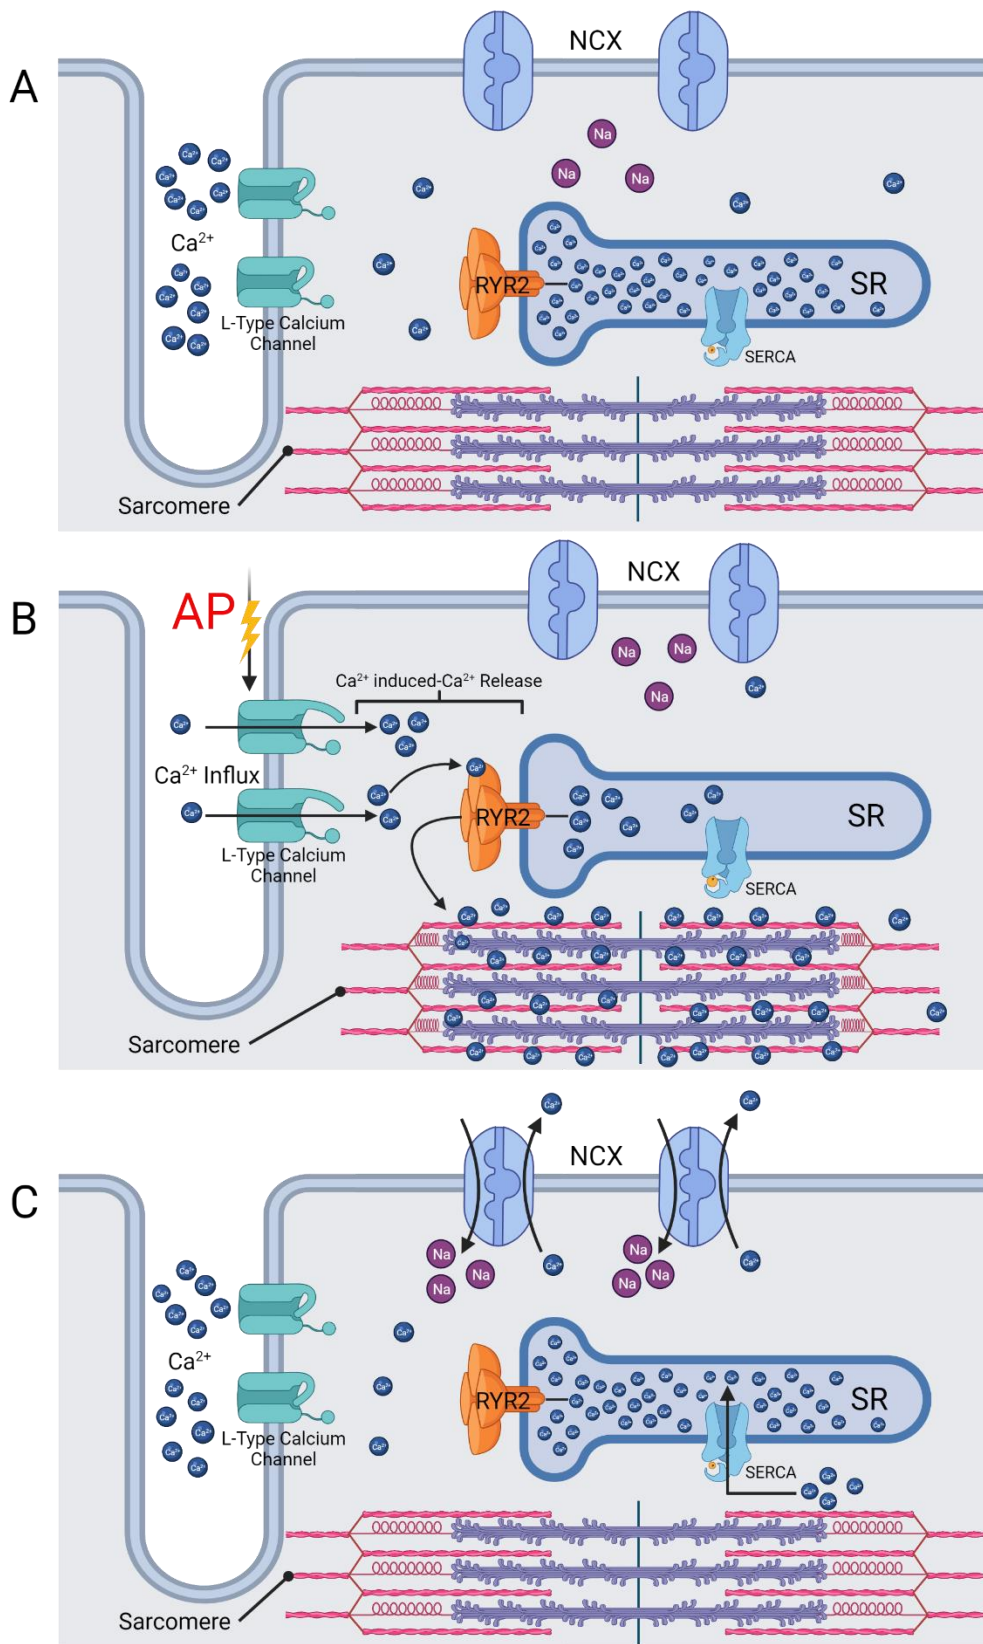 A
NCX
Na
Na
Na
Ca²⁺
RYR2
SR
L-Type Calcium
Channel
SERCA
Sarcomere
B
AP
NCX
Na
Na
Na
Ca²⁺ induced-Ca²⁺ Release
Ca²⁺ Influx
RYR2
SR
L-Type Calcium
Channel
SERCA
Sarcomere
C
NCX
Na
Na
Na
Na
Na
Na
Ca²⁺
RYR2
SR
L-Type Calcium
Channel
SERCA
Sarcomere